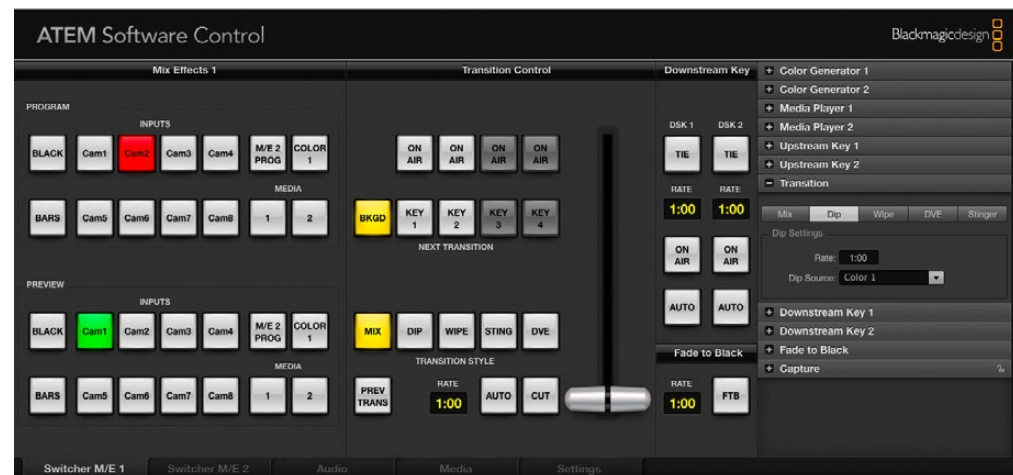 ATEM Software Control
Blackmagicdesign
Mix Effects 1
PROGRAM
INPUTS
BLACK Cam1 Cam2 Cam3 Cam4 M/E 2 PROG COLOR 1
MEDIA
BARS Cam5 Cam6 Cam7 Cam8 1 2
PREVIEW
INPUTS
BLACK Cam1 Cam2 Cam3 Cam4 M/E 2 PROG COLOR 1
MEDIA
BARS Cam5 Cam6 Cam7 Cam8 1 2
Transition Control
ON AIR ON AIR ON AIR ON AIR
BKGD KEY 1 KEY 2 KEY 3 KEY 4
NEXT TRANSITION
MIX DIP WIPE STING DVE
TRANSITION STYLE
PREV TRANS RATE 1:00 AUTO CUT
Downstream Key
DSK 1 DSK 2
TIE TIE
RATE RATE
1:00 1:00
ON AIR ON AIR
AUTO AUTO
Fade to Black
RATE
1:00 FTB
Color Generator 1
Color Generator 2
Media Player 1
Media Player 2
Upstream Key 1
Upstream Key 2
Transition
Mix Dip Wipe DVE Stinger
Dip Settings
Rate: 1:00
Dip Source: Color 1
Downstream Key 1
Downstream Key 2
Fade to Black
Capture
Switcher M/E 1 Switcher M/E 2 Audio Media Settings